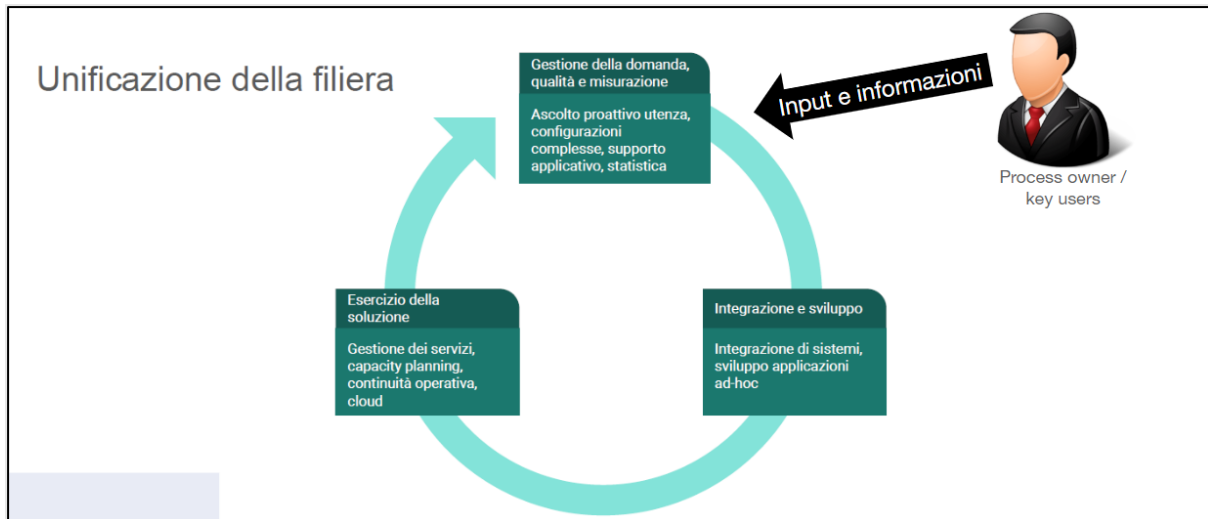 Unificazione della filiera
Gestione della domanda,
qualità e misurazione
Ascolto proattivo utenza,
configurazioni
complesse, supporto
applicativo, statistica
Input e informazioni
Process owner /
key users
Esercizio della
soluzione
Gestione dei servizi,
capacity planning,
continuità operativa,
cloud
Integrazione e sviluppo
Integrazione di sistemi,
sviluppo applicazioni
ad-hoc